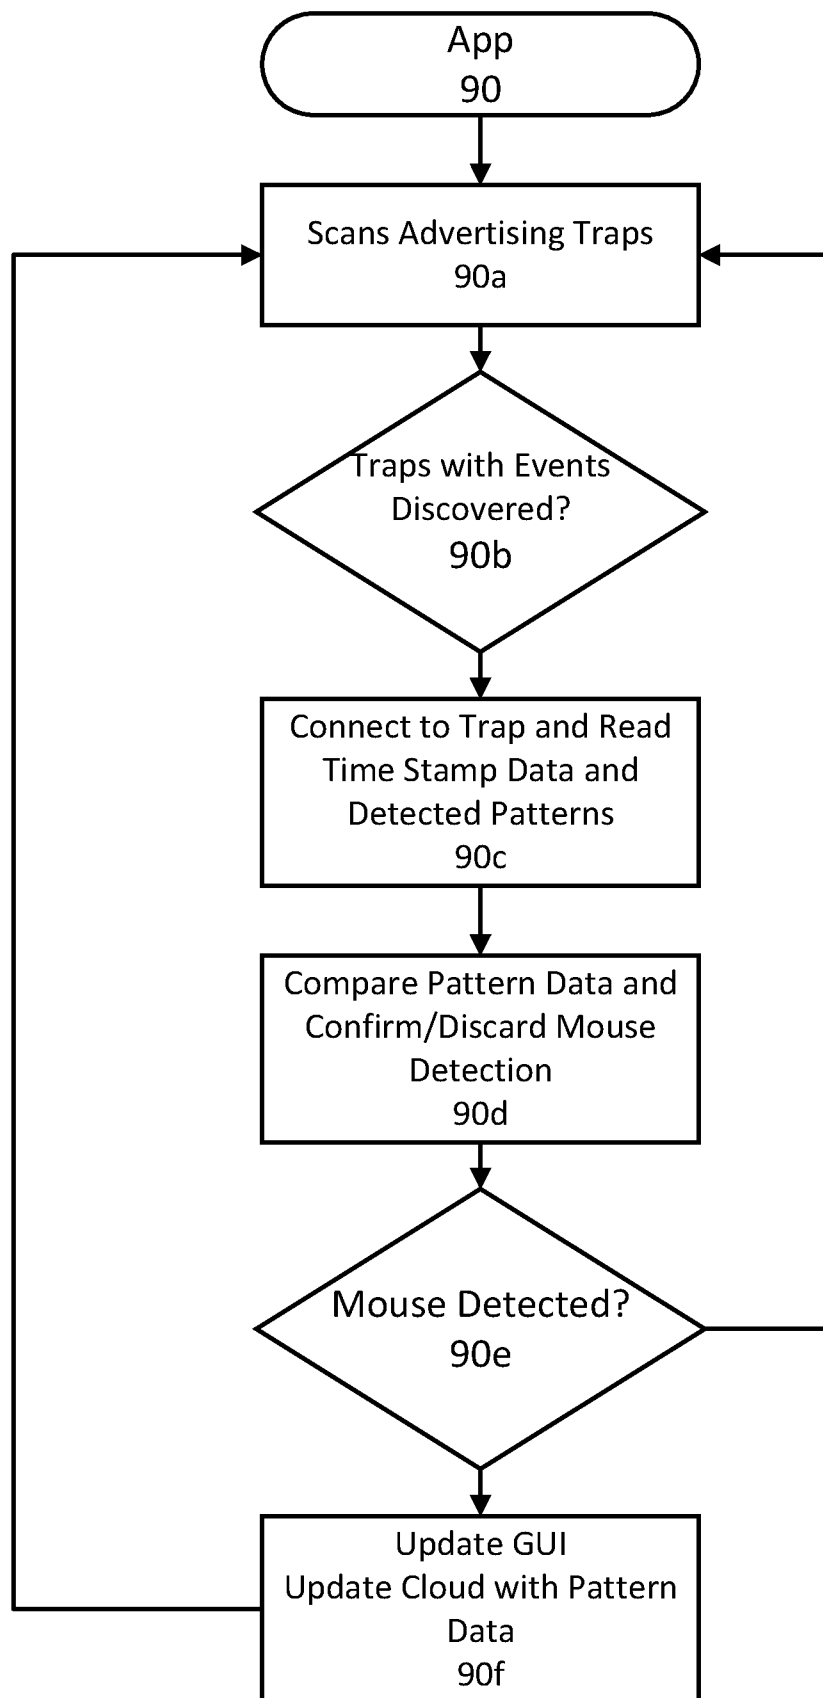 App
90
Scans Advertising Traps
90a
Traps with Events
Discovered?
90b
Connect to Trap and Read
Time Stamp Data and
Detected Patterns
90c
Compare Pattern Data and
Confirm/Discard Mouse
Detection
90d
Mouse Detected?
90e
Update GUI
Update Cloud with Pattern
Data
90f